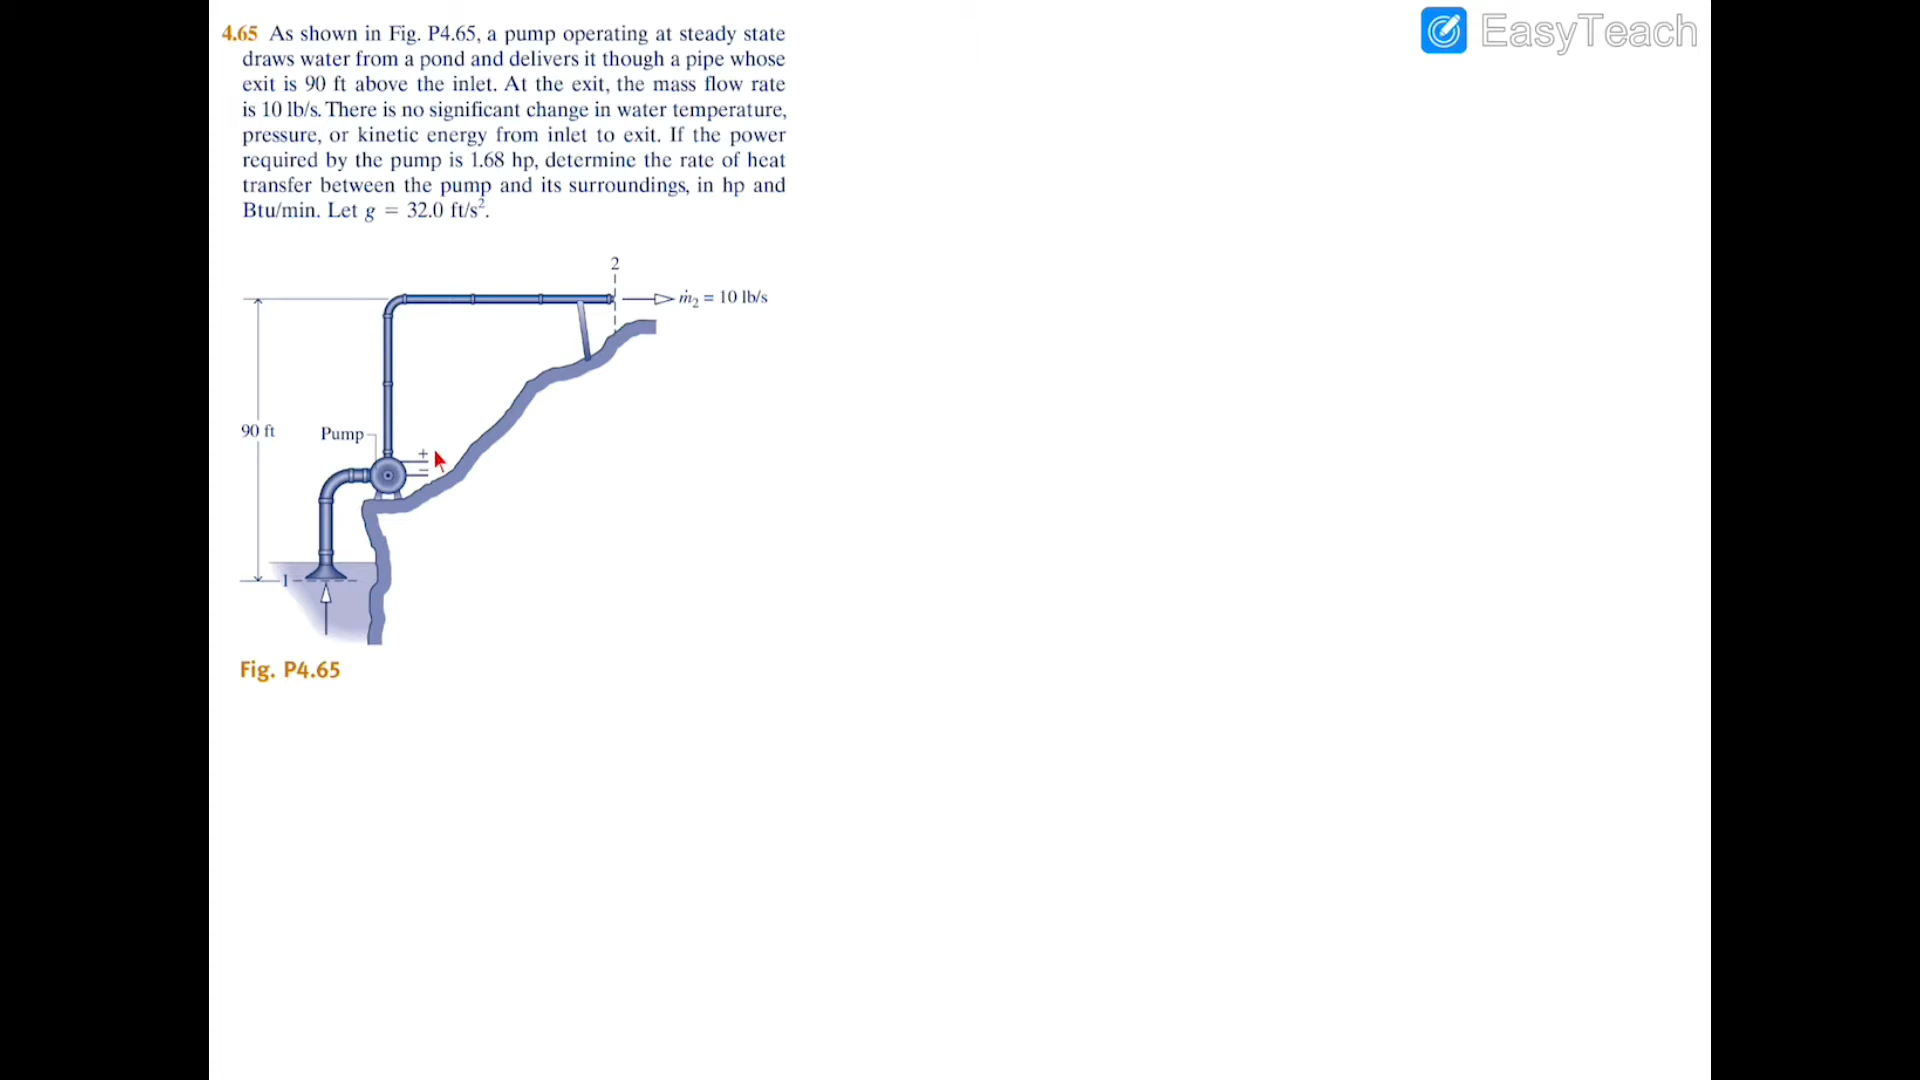 EasyTeach
4.65 As shown in Fig. P4.65, a pump operating at steady state
draws water from a pond and delivers it though a pipe whose
exit is 90 ft above the inlet. At the exit, the mass flow rate
is 10 lb/s. There is no significant change in water temperature,
pressure, or kinetic energy from inlet to exit. If the power
required by the pump is 1.68 hp, determine the rate of heat
transfer between the pump and its surroundings, in hp and
Btu/min. Let g = 32.0 ft/s².
2
ṁ₂ = 10 lb/s
90 ft
Pump
+
−
1
Fig. P4.65